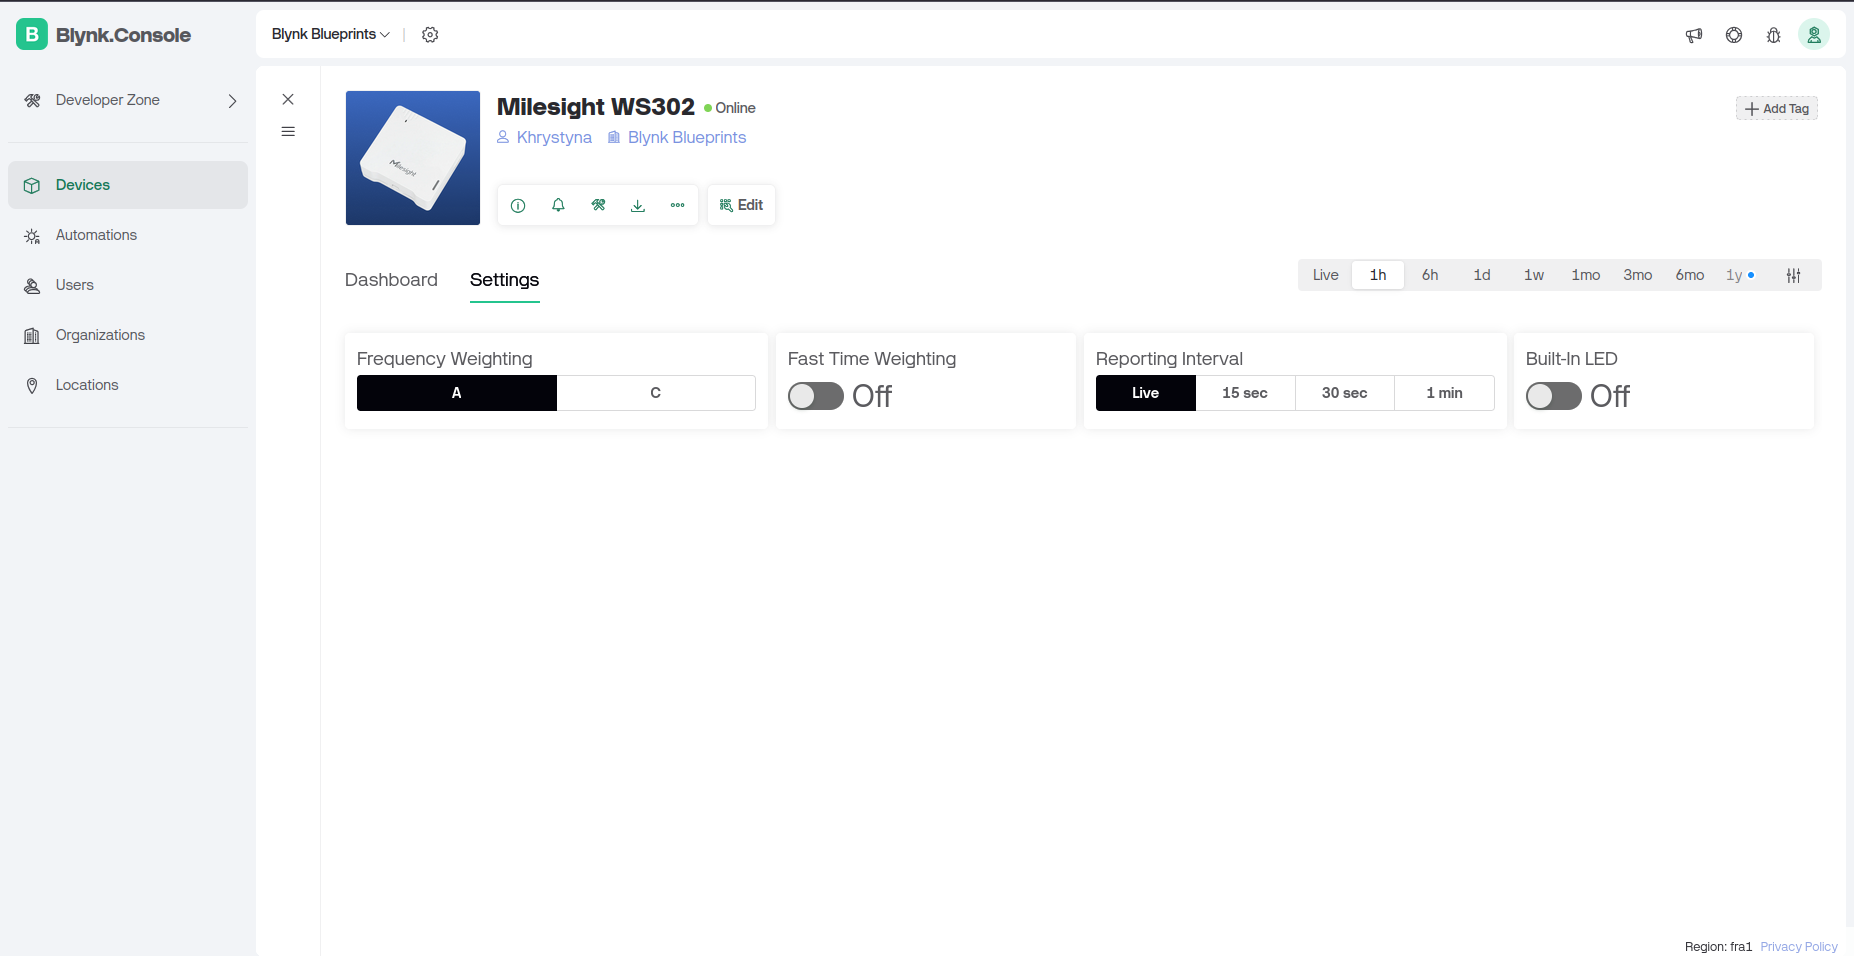 B Blynk.Console
Blynk Blueprints
Developer Zone
Devices
Automations
Users
Organizations
Locations
Milesight WS302 Online
Khrystyna Blynk Blueprints
Add Tag
Milesight
Edit
Dashboard Settings
Live 1h 6h 1d 1w 1mo 3mo 6mo 1y
Frequency Weighting
A C
Fast Time Weighting
Off
Reporting Interval
Live 15 sec 30 sec 1 min
Built-In LED
Off
Region: fra1 Privacy Policy